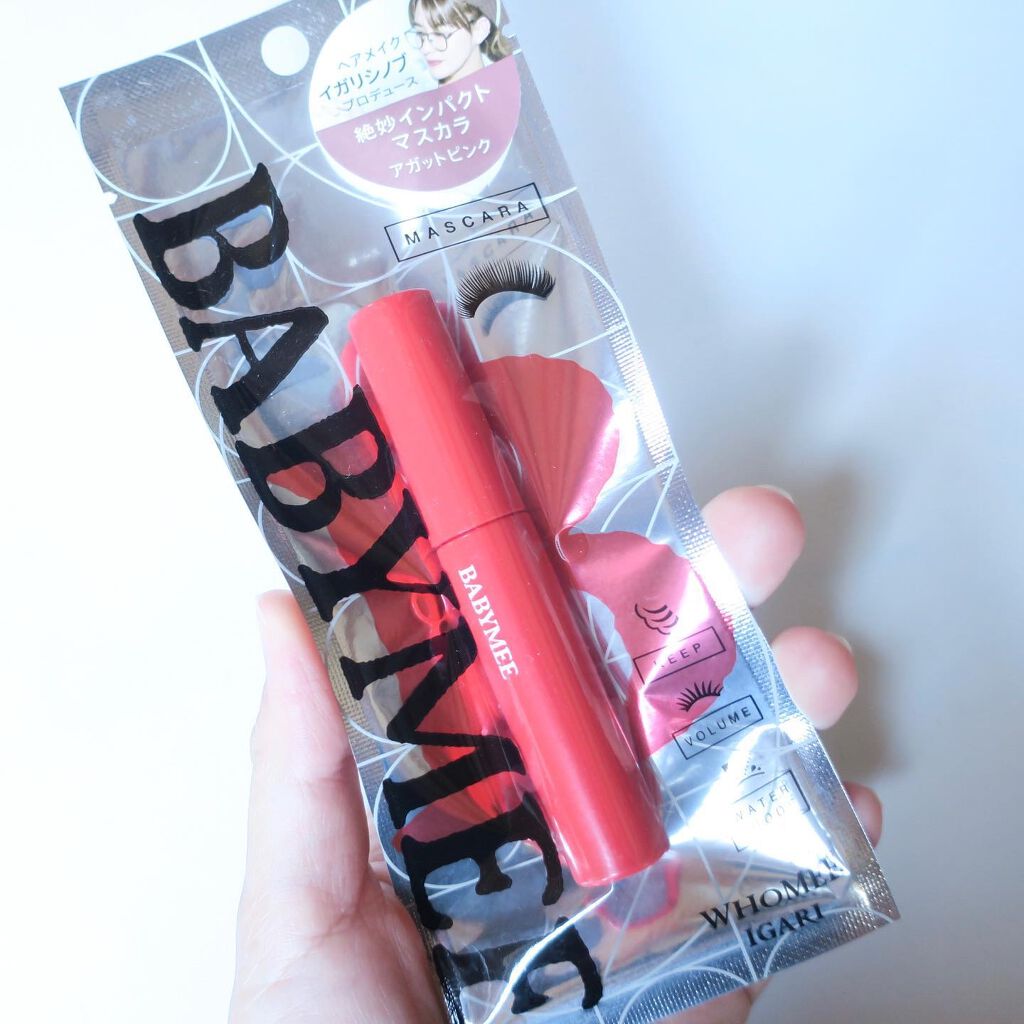 ヘアメイク
イガリシノブ
プロデュース
絶妙インパクト
マスカラ
アガットピンク
MASCARA
BABYMEE
BABYMEE
KEEP
VOLUME
WATER
WHOMEE
IGARI